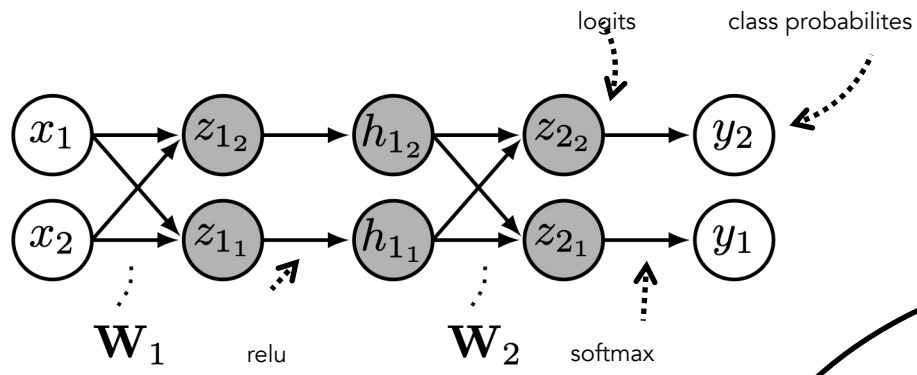 logits class probabilites
x₁ z₁₂ h₁₂ z₂₂ y₂
x₂ z₁₁ h₁₁ z₂₁ y₁
W₁ relu W₂ softmax